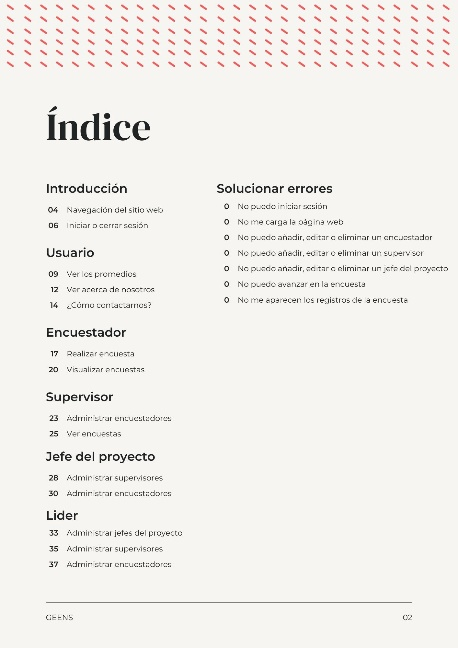 Índice
Introducción
04 Navegación del sitio web
06 Iniciar o cerrar sesión
Usuario
09 Ver los promedios
12 Ver acerca de nosotros
14 ¿Cómo contactarnos?
Encuestador
17 Realizar encuesta
20 Visualizar encuestas
Supervisor
23 Administrar encuestadores
25 Ver encuestas
Jefe del proyecto
28 Administrar supervisores
30 Administrar encuestadores
Lider
33 Administrar jefes del proyecto
35 Administrar supervisores
37 Administrar encuestadores
Solucionar errores
0 No puedo iniciar sesión
0 No me carga la página web
0 No puedo añadir, editar o eliminar un encuestador
0 No puedo añadir, editar o eliminar un supervisor
0 No puedo añadir, editar o eliminar un jefe del proyecto
0 No puedo avanzar en la encuesta
0 No me aparecen los registros de la encuesta
GEENS
02